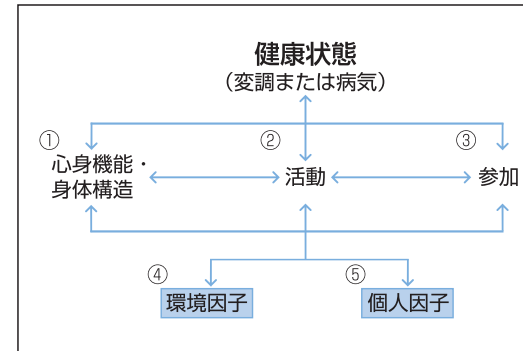 健康状態
（変調または病気）
① ② ③
心身機能・
身体構造
活動
参加
④ ⑤
環境因子
個人因子